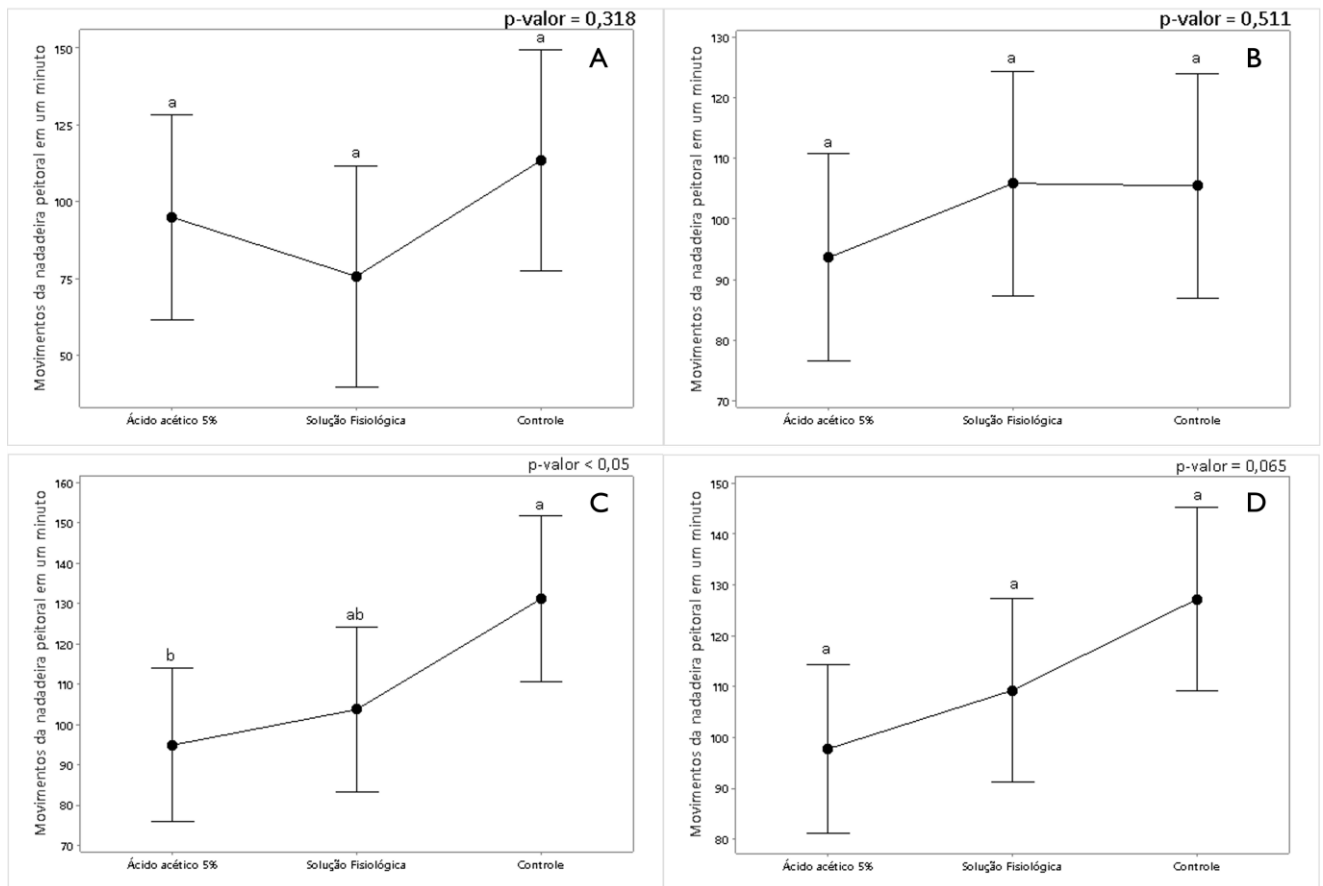 p-valor = 0,318
A
Movimentos da nadadeira peitoral em um minuto
150
125
100
75
50
a
a
a
Ácido acético 5%
Solução Fisiológica
Controle
p-valor = 0,511
B
Movimentos da nadadeira peitoral em um minuto
130
120
110
100
90
80
70
a
a
a
Ácido acético 5%
Solução Fisiológica
Controle
p-valor < 0,05
C
Movimentos da nadadeira peitoral em um minuto
160
150
140
130
120
110
100
90
80
70
b
ab
a
Ácido acético 5%
Solução Fisiológica
Controle
p-valor = 0,065
D
Movimentos da nadadeira peitoral em um minuto
150
140
130
120
110
100
90
80
a
a
a
Ácido acético 5%
Solução Fisiológica
Controle